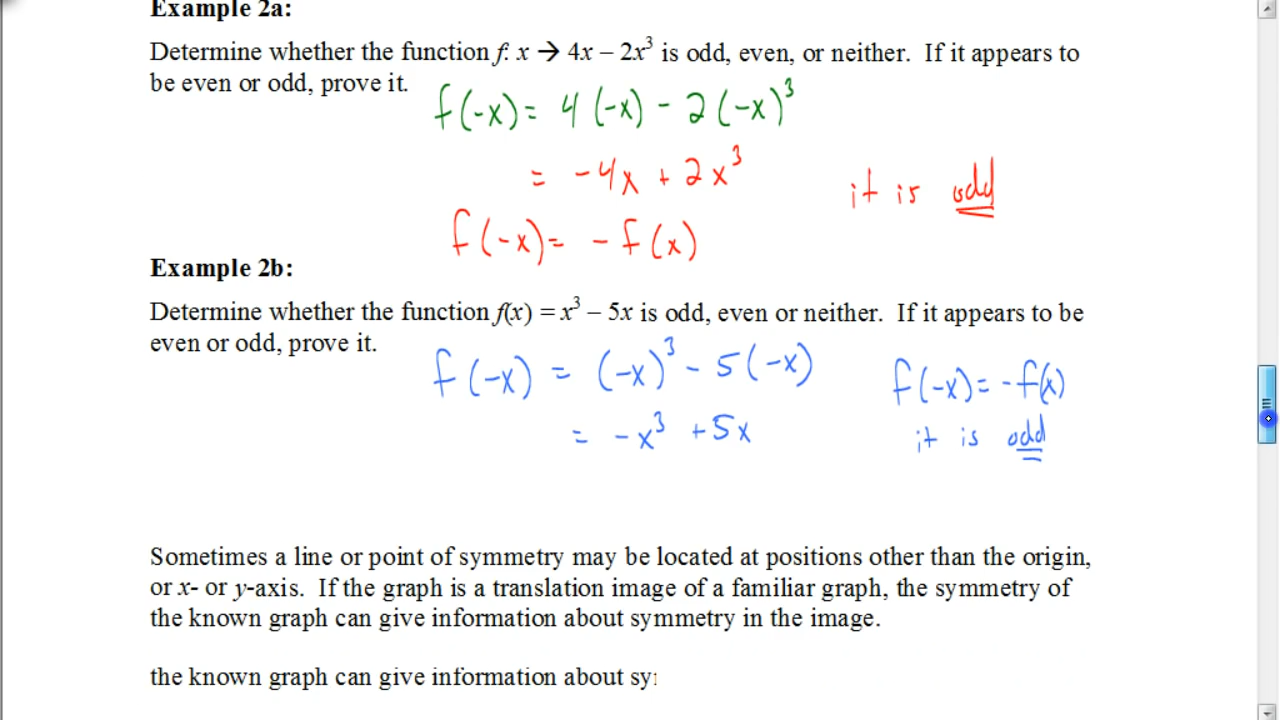 Example 2a:
Determine whether the function f: x → 4x – 2x³ is odd, even, or neither. If it appears to
be even or odd, prove it.
f(-x) = 4(-x) - 2(-x)³
= -4x + 2x³
it is odd
f(-x) = -f(x)
Example 2b:
Determine whether the function f(x) = x³ – 5x is odd, even or neither. If it appears to be
even or odd, prove it.
f(-x) = (-x)³ - 5(-x)
f(-x) = -f(x)
= -x³ + 5x
it is odd
Sometimes a line or point of symmetry may be located at positions other than the origin,
or x- or y-axis. If the graph is a translation image of a familiar graph, the symmetry of
the known graph can give information about symmetry in the image.
the known graph can give information about sy